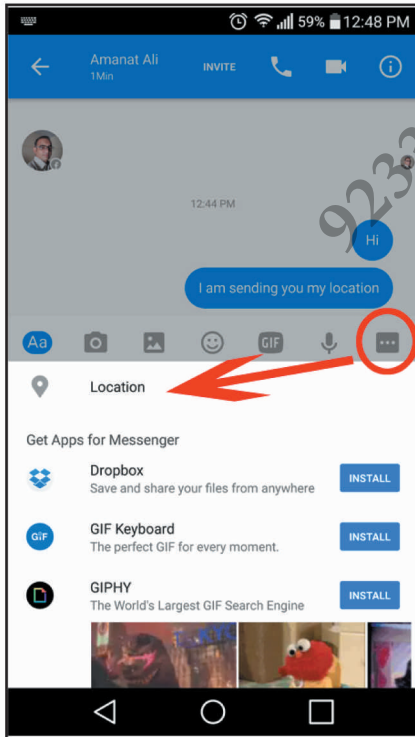 59% 12:48 PM
Amanat Ali
1Min
INVITE
12:44 PM
Hi
I am sending you my location
Aa
GIF
Location
Get Apps for Messenger
Dropbox
Save and share your files from anywhere
INSTALL
GIF
GIF Keyboard
The perfect GIF for every moment.
INSTALL
GIPHY
The World's Largest GIF Search Engine
INSTALL